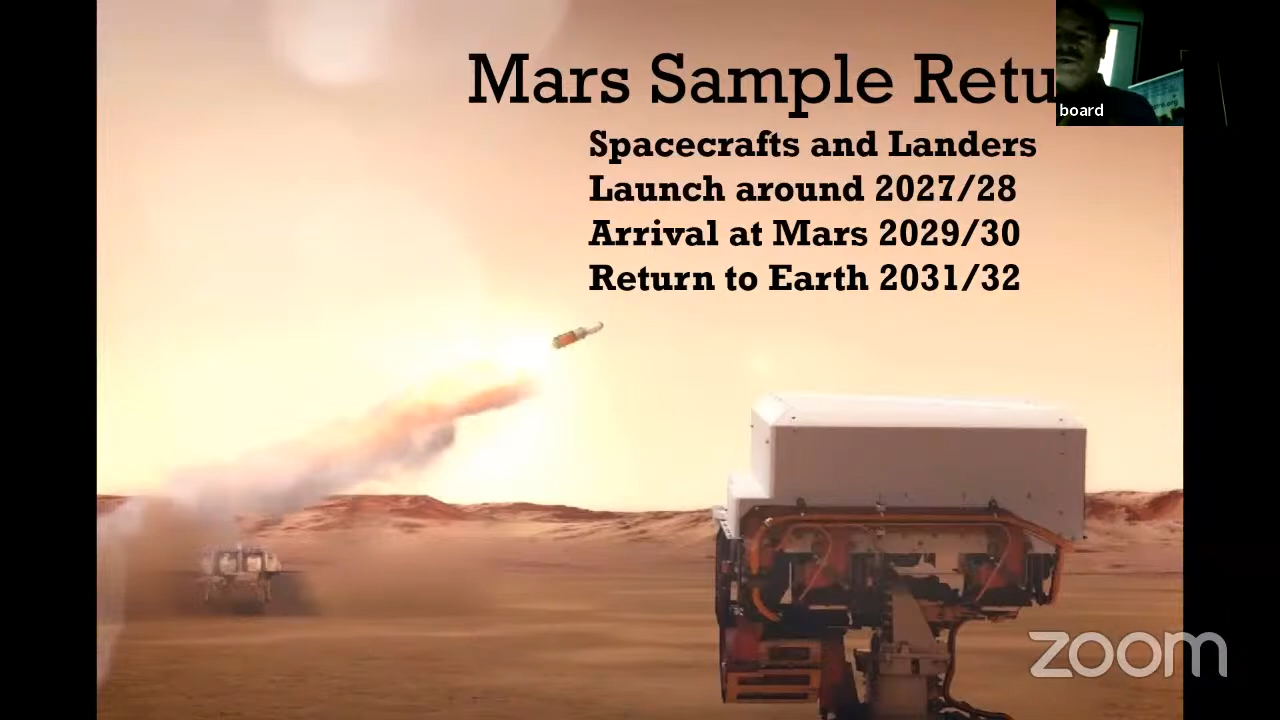 Mars Sample Retu
board
Spacecrafts and Landers
Launch around 2027/28
Arrival at Mars 2029/30
Return to Earth 2031/32
zoom